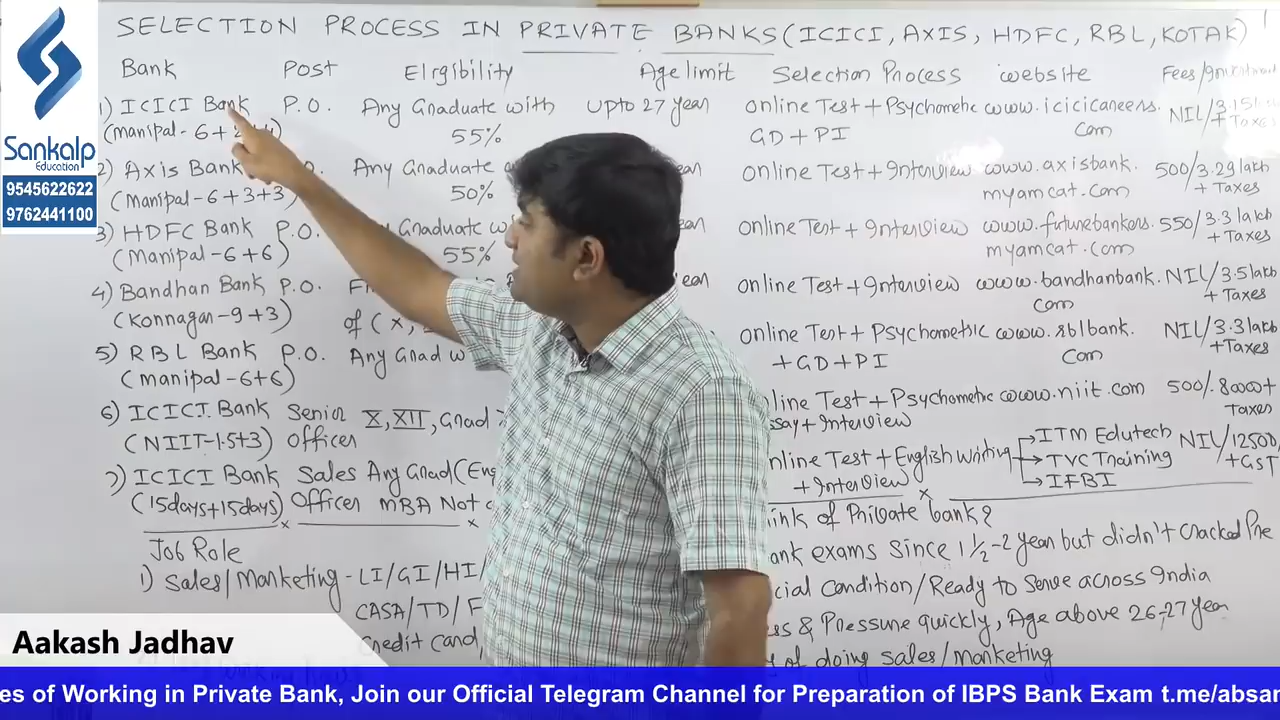 SELECTION PROCESS IN PRIVATE BANKS (ICICI, AXIS, HDFC, RBL, KOTAK)
Bank Post Elrgibility Age limit Selection Process website Fees/
1) ICICI Bank P.O. Any Graduate with upto 27 year online Test + Psychometric www.icicicareers. NIL/3.15
(manipal - 6+ 55% GD + PI Com + Taxes
2) Axis Bank Any Graduate online Test + Interview www.axisbank. 500/3.29 lakh
(Manipal - 6+3+3) 50% myamcat.com + Taxes
3) HDFC Bank P.O. Graduate with online Test + Interview www.futurebankers. 550/3.3 lakh
(Manipal - 6+6) 55% myamcat.com + Taxes
4) Bandhan Bank P.O. online Test + Interview www.bandhanbank. NIL/3.5 lakh
(Konnagar - 9+3) of (X, com + Taxes
5) RBL Bank P.O. Any Grad online Test + Psychometric www.rblbank. NIL/3.3 lakh
(manipal - 6+6) + GD + PI Com + Taxes
6) ICICI Bank Senior X, XII, Grad Test + Psychometric www.niit.com 500/.8000+
(NIIT - 1.5+3) Officer + Interview Taxes
7) ICICI Bank Sales Any Grad (Eng Test + English Writing ITM Edutech NIL/12500
(15days+15days) Officer MBA Not + Interview TVC Training +GST
IFBI
Job Role
1) Sales/Marketing - LI/GI/HI/
CASA/TD/
Credit card,
of Private bank?
exams since 1 1/2 - 2 year but didn't cracked Pre
Condition/Ready to Serve across India
& Pressure quickly, Age above 26-27 year
of doing sales/marketing
Sankalp
Education
9545622622
9762441100
Aakash Jadhav
es of Working in Private Bank, Join our Official Telegram Channel for Preparation of IBPS Bank Exam t.me/absar